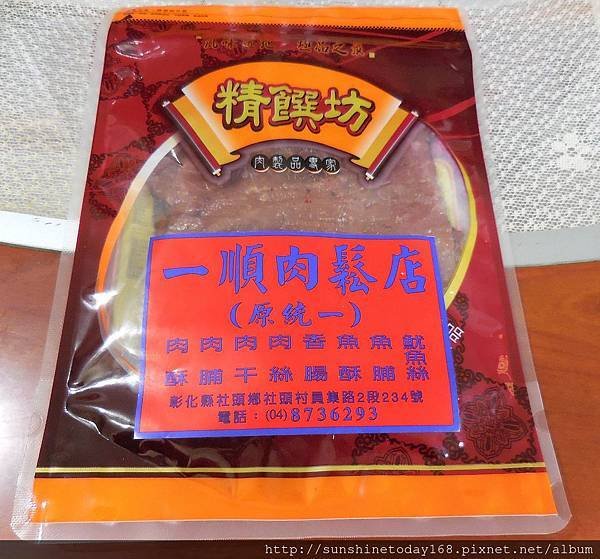 精饌坊
肉製品專家
一順肉鬆店
(原統一)
肉酥 肉脯 肉干 肉絲 香腸 魚酥 魚脯 魷魚絲
彰化縣社頭鄉社頭村員集路2段234號
電話：(04)8736293
http://sunshinetoday168.pixnet.net/album